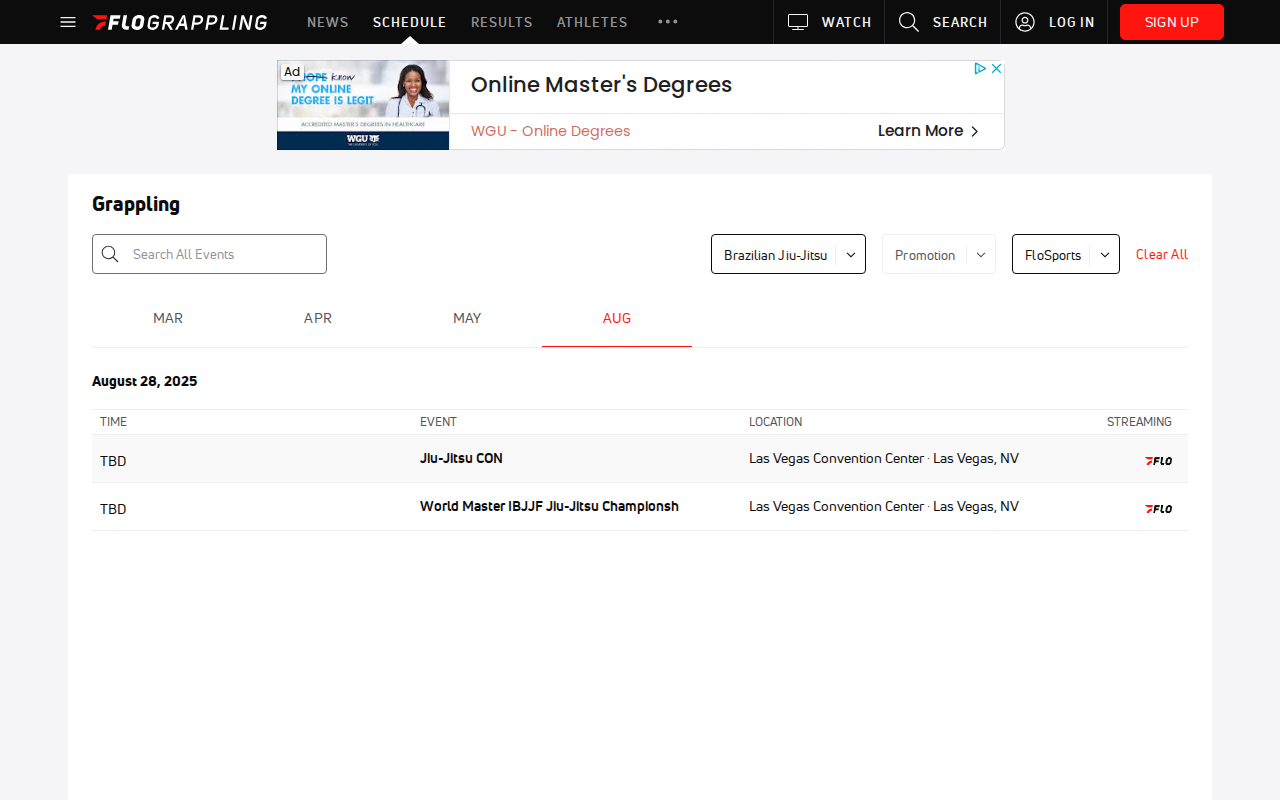 FLOGRAPPLING
NEWS
SCHEDULE
RESULTS
ATHLETES
WATCH
SEARCH
LOG IN
SIGN UP
Ad
I HOPE know
MY ONLINE
DEGREE IS LEGIT
ACCREDITED MASTER'S DEGREES IN HEALTHCARE
WGU
Online Master's Degrees
WGU - Online Degrees
Learn More
Grappling
Search All Events
Brazilian Jiu-Jitsu
Promotion
FloSports
Clear All
MAR
APR
MAY
AUG
August 28, 2025
TIME EVENT LOCATION STREAMING
TBD Jiu-Jitsu CON Las Vegas Convention Center · Las Vegas, NV FLO
TBD World Master IBJJF Jiu-Jitsu Championsh Las Vegas Convention Center · Las Vegas, NV FLO